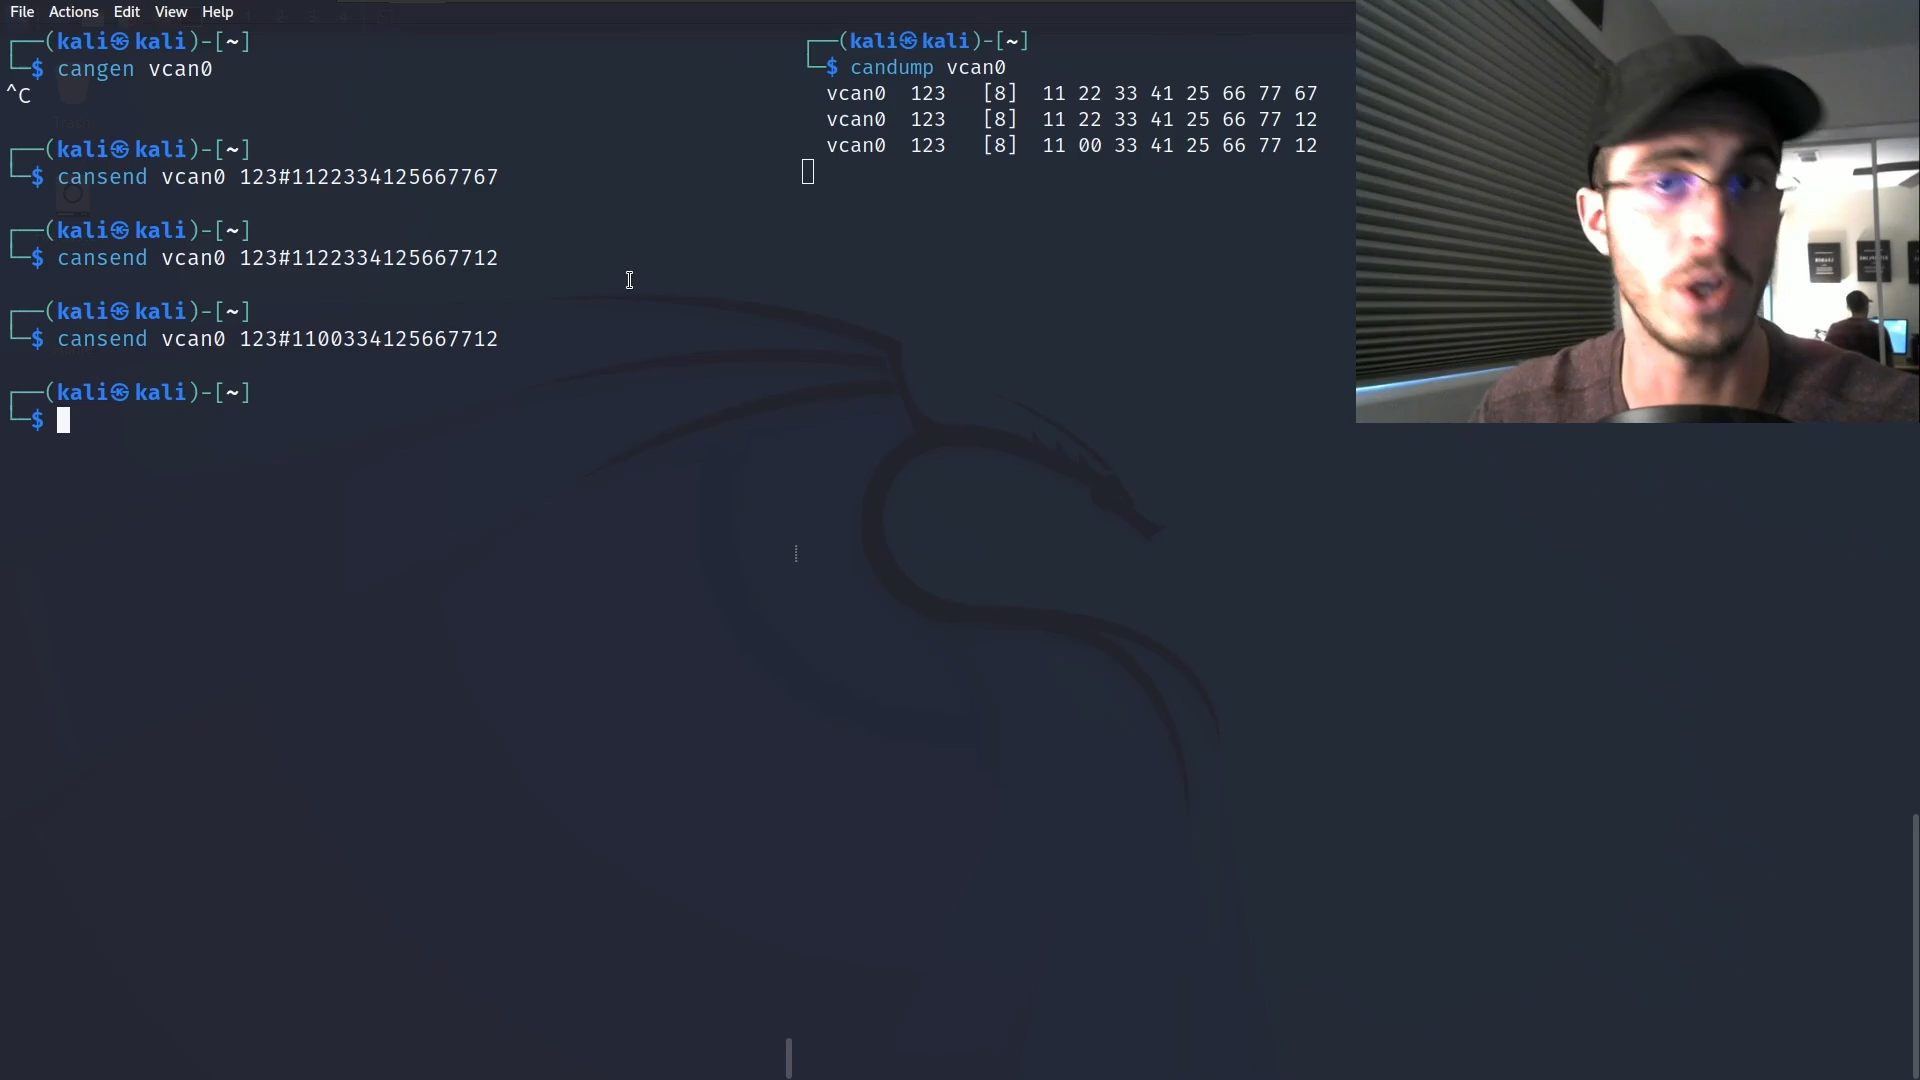 File Actions Edit View Help
┌──(kali㉿kali)-[~]
└─$ cangen vcan0
^C
┌──(kali㉿kali)-[~]
└─$ cansend vcan0 123#1122334125667767
┌──(kali㉿kali)-[~]
└─$ cansend vcan0 123#1122334125667712
┌──(kali㉿kali)-[~]
└─$ cansend vcan0 123#1100334125667712
┌──(kali㉿kali)-[~]
└─$
┌──(kali㉿kali)-[~]
└─$ candump vcan0
vcan0 123 [8] 11 22 33 41 25 66 77 67
vcan0 123 [8] 11 22 33 41 25 66 77 12
vcan0 123 [8] 11 00 33 41 25 66 77 12